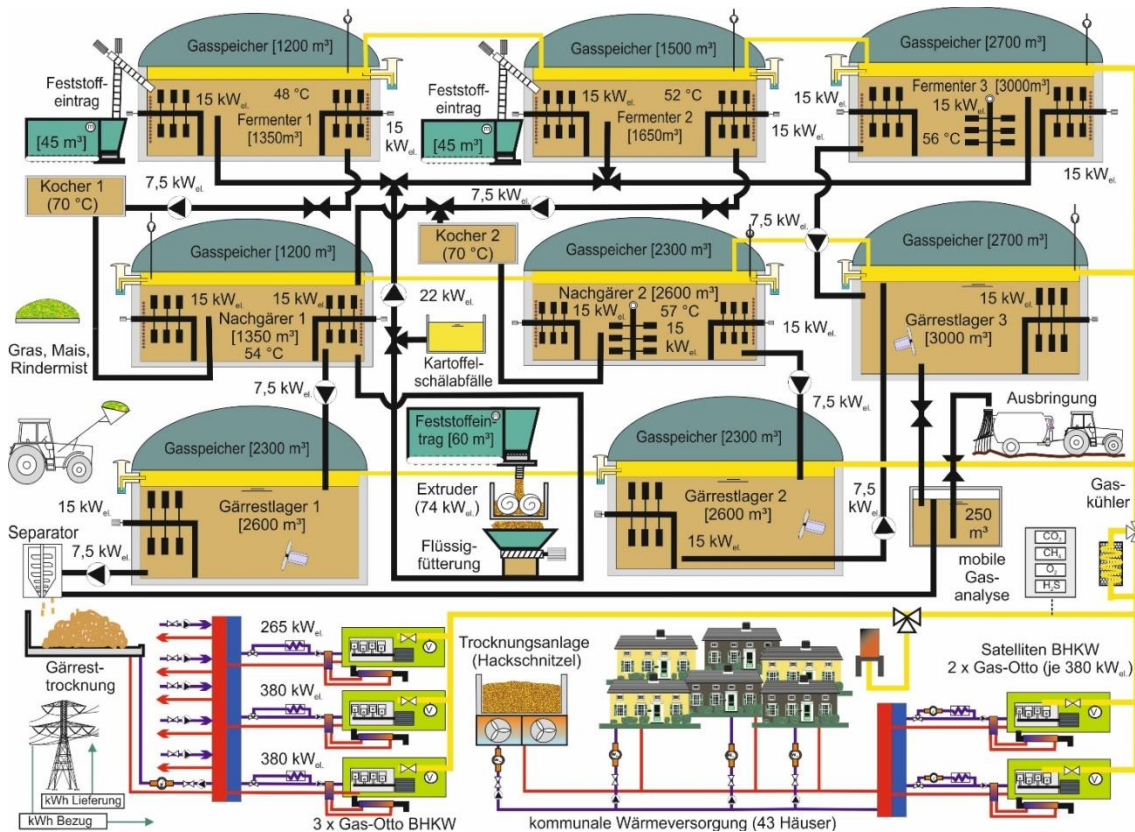 Gasspeicher [1200 m³]
Gasspeicher [1500 m³]
Gasspeicher [2700 m³]
Feststoff-
eintrag
[45 m³]
15 kWel.
48 °C
Fermenter 1
[1350m³]
15
kWel.
Feststoff-
eintrag
[45 m³]
15 kWel.
52 °C
Fermenter 2
[1650m³]
15 kWel.
15 kWel.
Fermenter 3
[3000m³]
15 kWel.
56 °C
15 kWel.
Kocher 1
(70 °C)
7,5 kWel.
7,5 kWel.
Kocher 2
(70 °C)
7,5 kWel.
Gasspeicher [1200 m³]
Gasspeicher [2300 m³]
Gasspeicher [2700 m³]
Gras, Mais,
Rindermist
15 kWel.
15 kWel.
Nachgärer 1
[1350 m³]
54 °C
22 kWel.
Kartoffel-
schälabfälle
Nachgärer 2 [2600 m³]
15 kWel.
57 °C
15
kWel.
15 kWel.
15 kWel.
Gärrestlager 3
[3000 m³]
7,5 kWel.
7,5 kWel.
Ausbringung
Gasspeicher [2300 m³]
Feststoffein-
trag [60 m³]
Gasspeicher [2300 m³]
15 kWel.
Gärrestlager 1
[2600 m³]
Extruder
(74 kWel.)
Flüssig-
fütterung
Gärrestlager 2
[2600 m³]
15 kWel.
7,5
kWel.
250
m³
Gas-
kühler
Separator
7,5 kWel.
mobile
Gas-
analyse
CO₂
CH₄
O₂
H₂S
Gärrest-
trocknung
265 kWel.
380 kWel.
380 kWel.
V
V
V
3 x Gas-Otto BHKW
kWh Lieferung
kWh Bezug
Trocknungsanlage
(Hackschnitzel)
kommunale Wärmeversorgung (43 Häuser)
Satelliten BHKW
2 x Gas-Otto (je 380 kWel.)
V
V